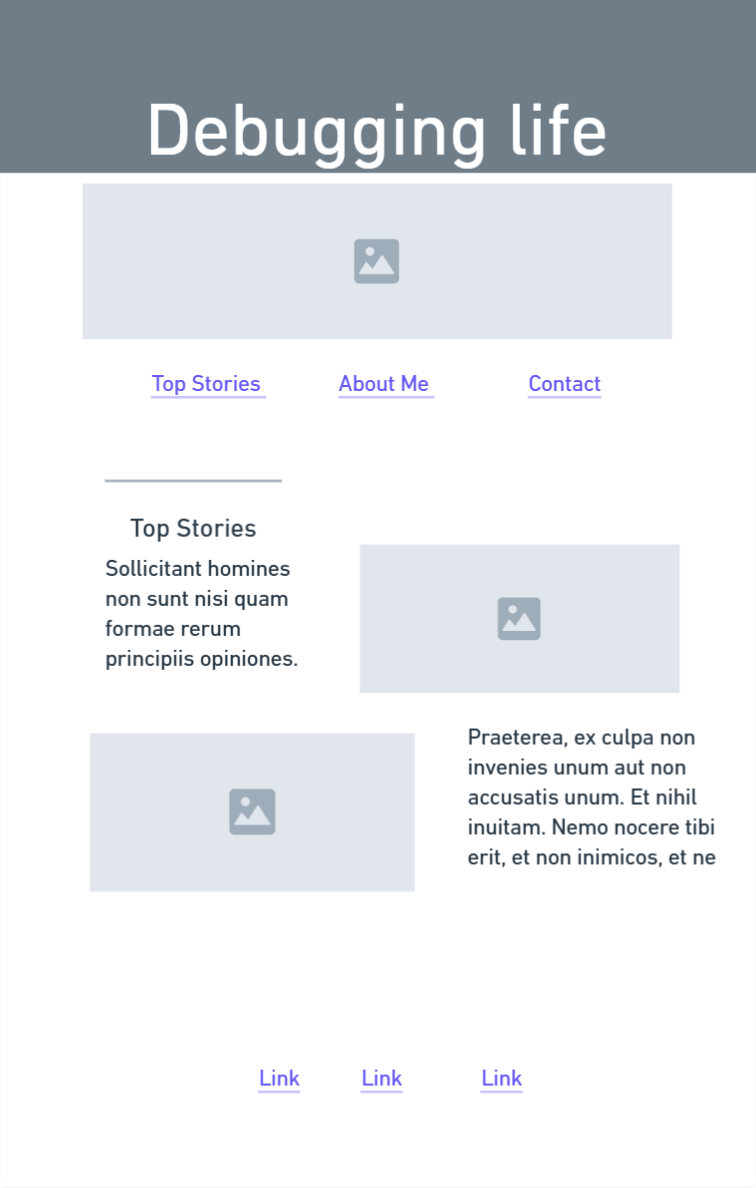 Debugging life
Top Stories
About Me
Contact
Top Stories
Sollicitant homines
non sunt nisi quam
formae rerum
principiis opiniones.
Praeterea, ex culpa non
invenies unum aut non
accusatis unum. Et nihil
inuitam. Nemo nocere tibi
erit, et non inimicos, et ne
Link
Link
Link